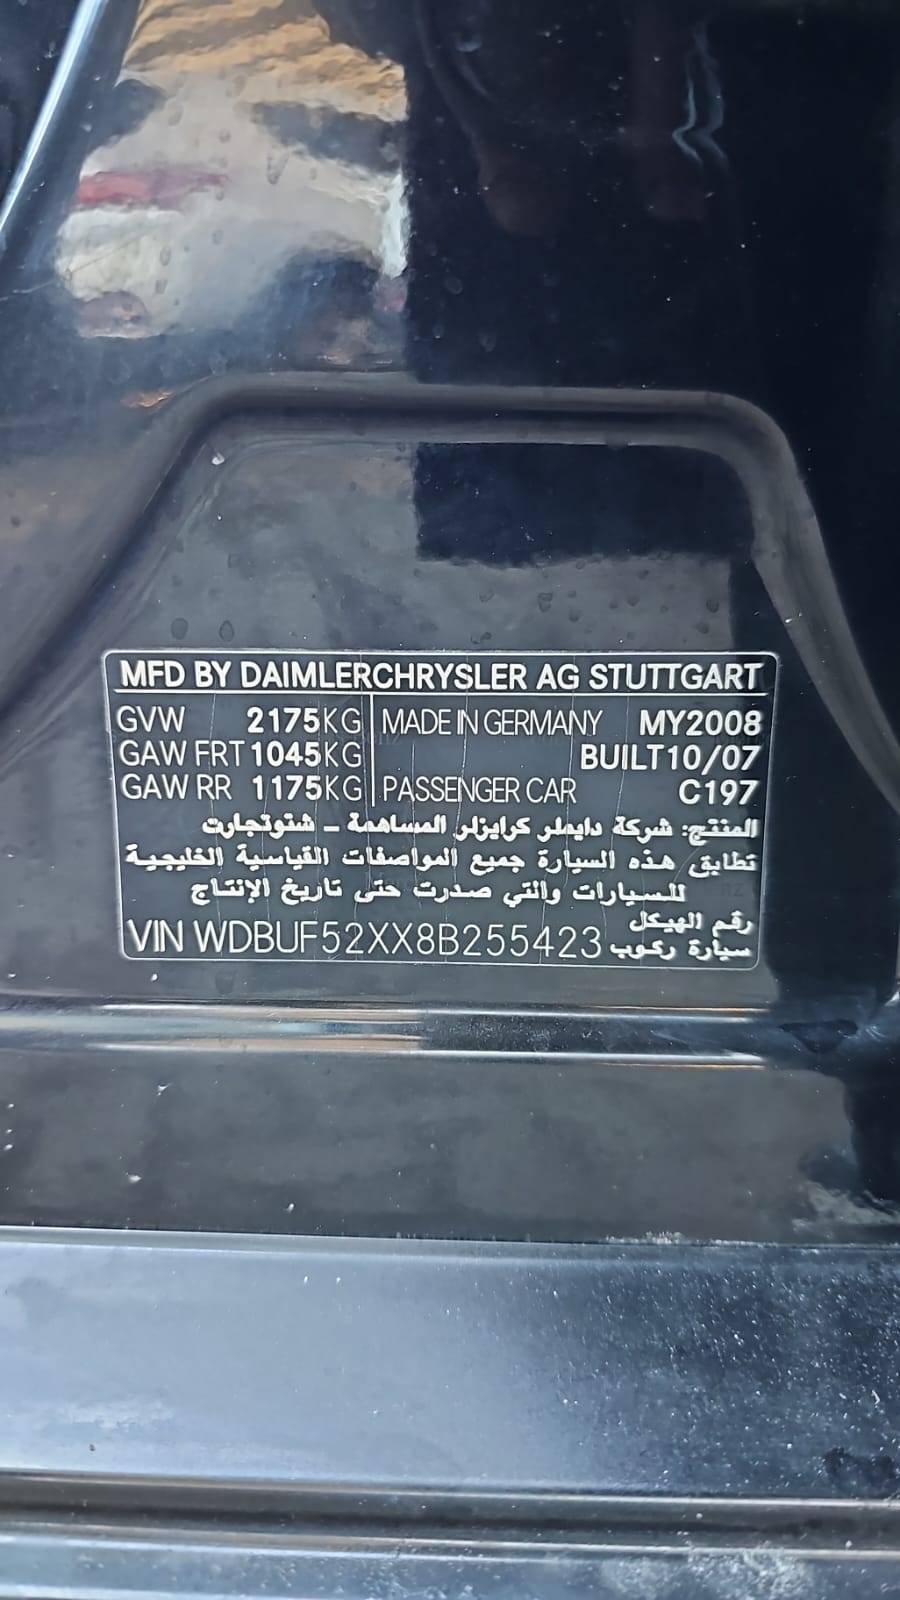 MFD BY DAIMLERCHRYSLER AG STUTTGART
GVW 2175KG MADE IN GERMANY MY2008
GAW FRT 1045KG BUILT 10/07
GAW RR 1175KG PASSENGER CAR C197
المنتج: شركة دايملر كرايزلر المساهمة - شتوتجارت
تطابق هذه السيارة جميع المواصفات القياسية الخليجية
للسيارات والتي صدرت حتى تاريخ الإنتاج
رقم الهيكل
VIN WDBUF52XX8B255423 سيارة ركوب